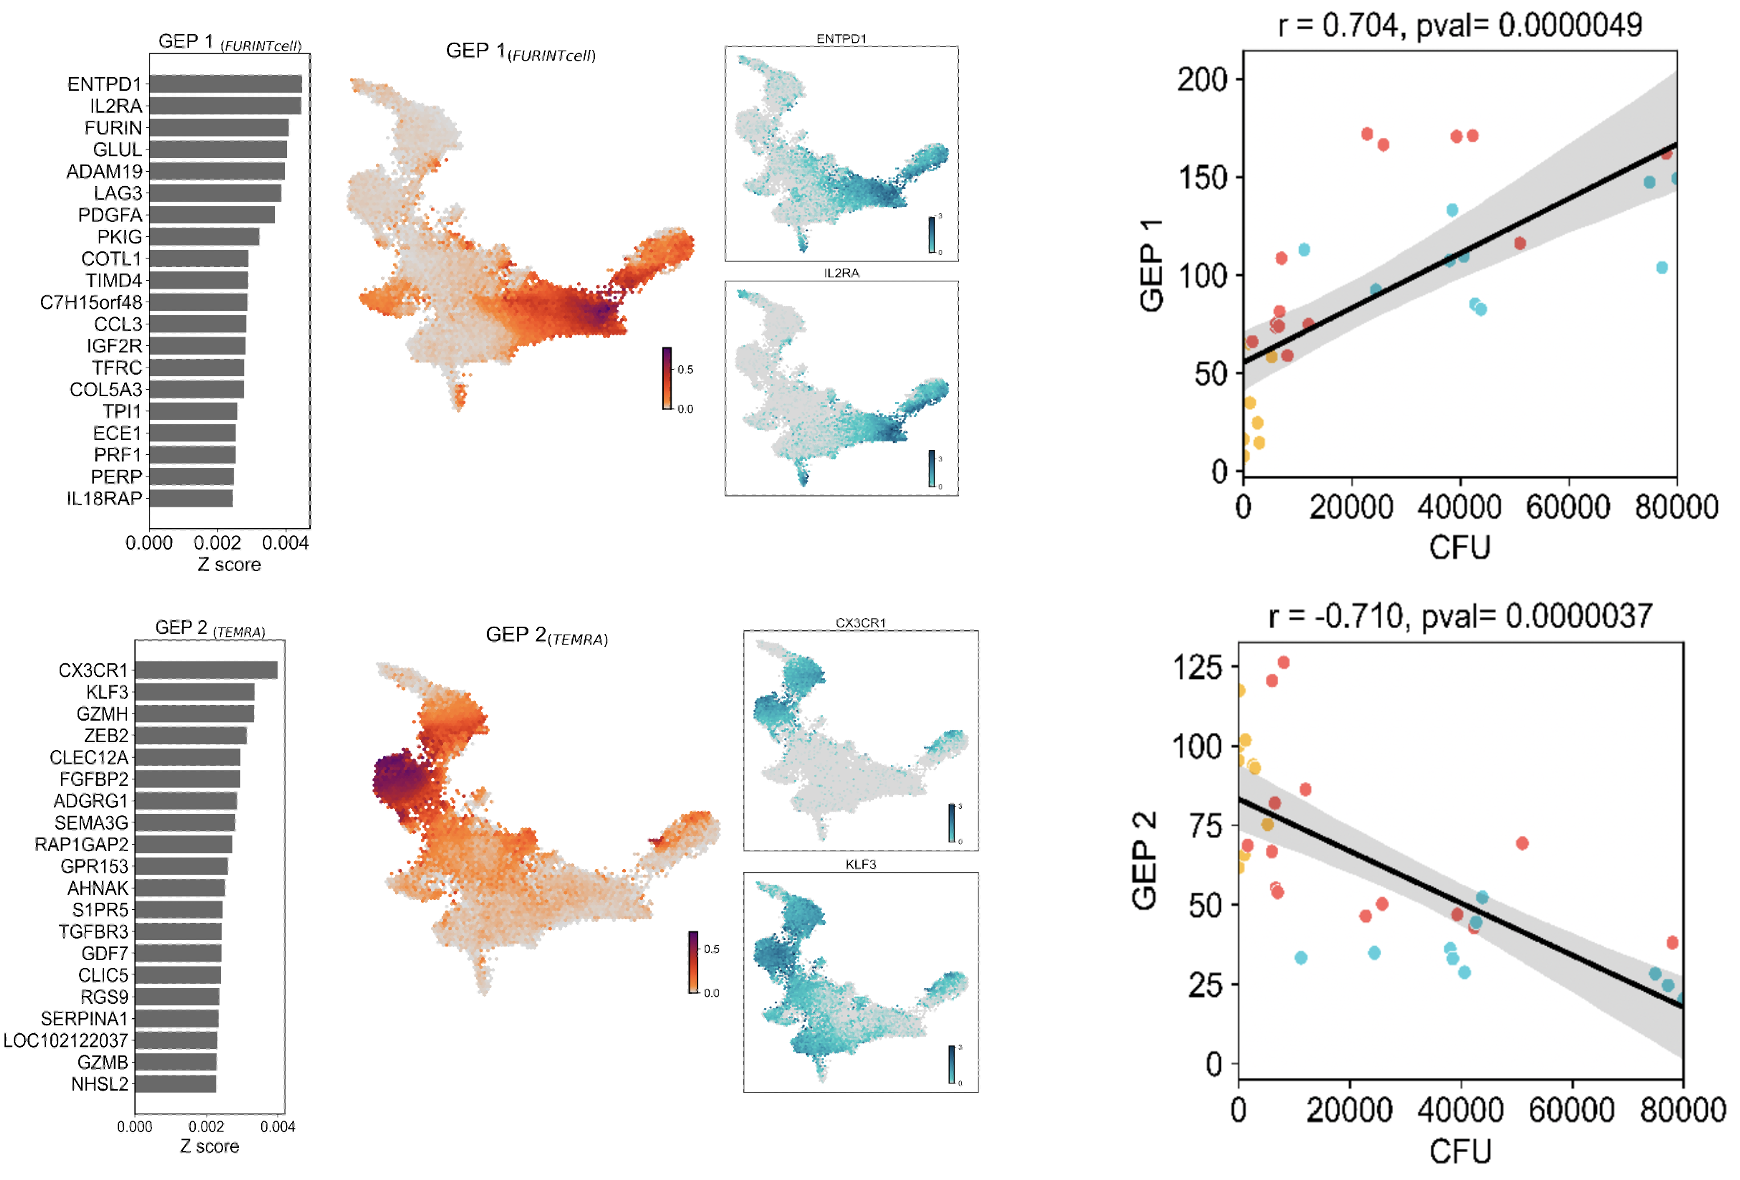 GEP 1 (FURINTcell)
ENTPD1
IL2RA
FURIN
GLUL
ADAM19
LAG3
PDGFA
PKIG
COTL1
TIMD4
C7H15orf48
CCL3
IGF2R
TFRC
COL5A3
TPI1
ECE1
PRF1
PERP
IL18RAP
0.000 0.002 0.004
Z score
GEP 1(FURINTcell)
0.5
0.0
ENTPD1
3
0
IL2RA
3
0
r = 0.704, pval= 0.0000049
200
150
100
50
0
GEP 1
0 20000 40000 60000 80000
CFU
GEP 2 (TEMRA)
CX3CR1
KLF3
GZMH
ZEB2
CLEC12A
FGFBP2
ADGRG1
SEMA3G
RAP1GAP2
GPR153
AHNAK
S1PR5
TGFBR3
GDF7
CLIC5
RGS9
SERPINA1
LOC102122037
GZMB
NHSL2
0.000 0.002 0.004
Z score
GEP 2(TEMRA)
0.5
0.0
CX3CR1
3
0
KLF3
3
0
r = -0.710, pval= 0.0000037
125
100
75
50
25
0
GEP 2
0 20000 40000 60000 80000
CFU